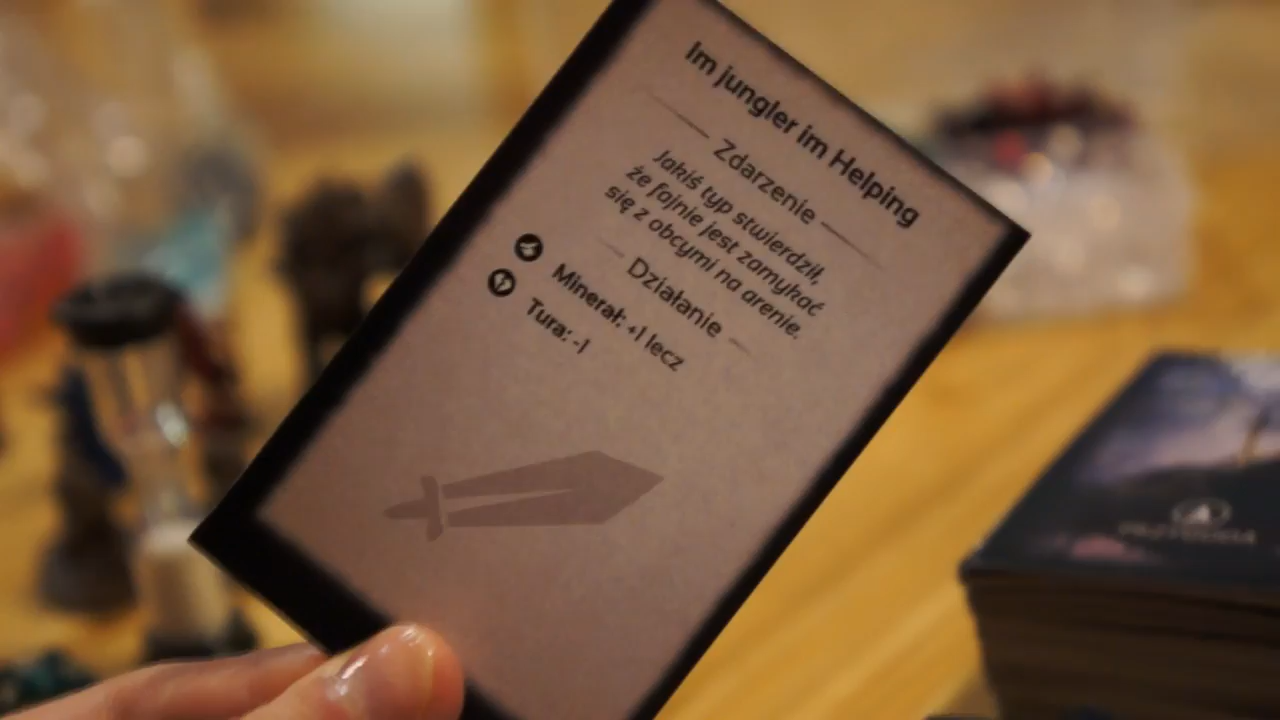 Im jungler im Helping
Zdarzenie
Jakiś typ stwierdził,
że fajnie jest zamykać
się z obcymi na arenie.
Działanie
Minerał: +1 lecz
Tura: -1